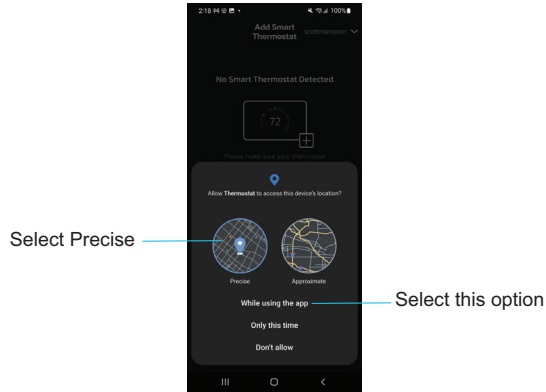 2:18
100%
Add Smart
Thermostat
scottmanson1
No Smart Thermostat Detected
72
Please make sure your thermostat
Allow Thermostat to access this device's location?
Select Precise
Precise
Approximate
While using the app
Select this option
Only this time
Don't allow